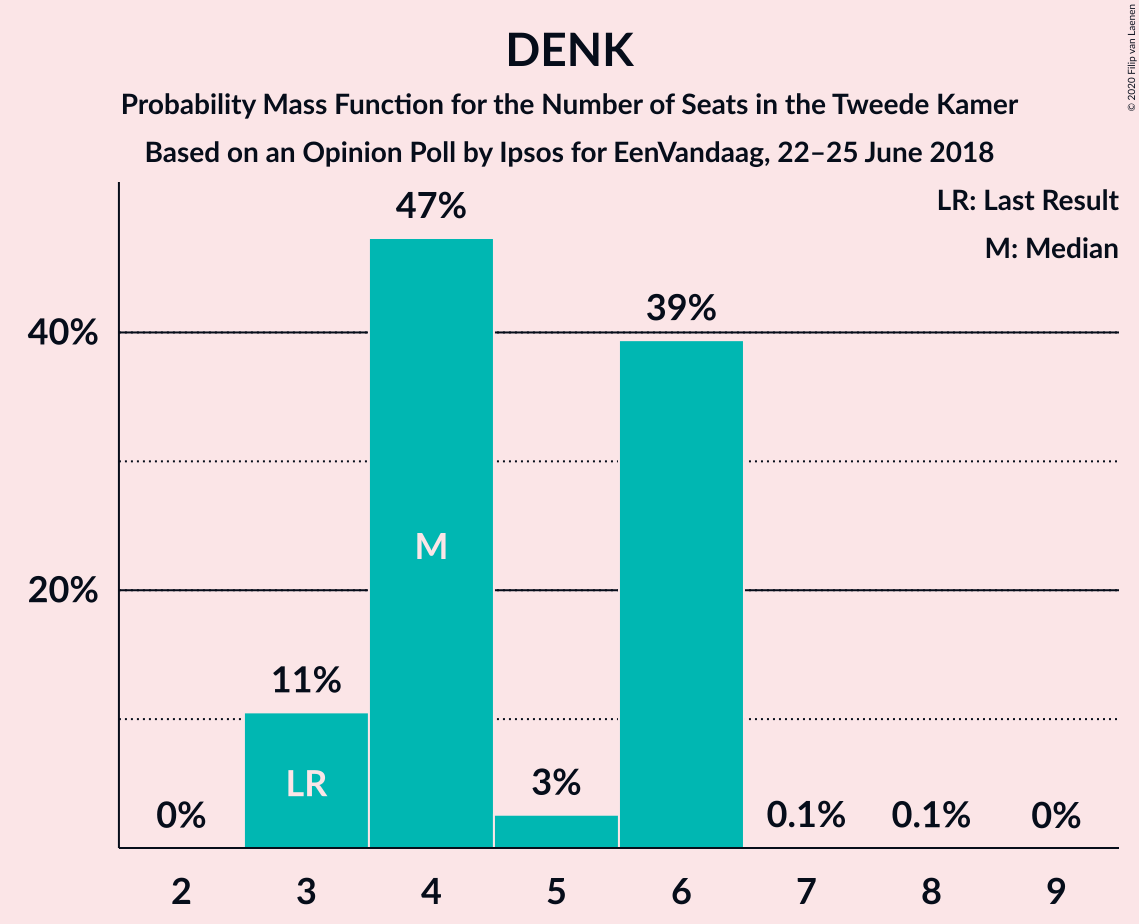 DENK
Probability Mass Function for the Number of Seats in the Tweede Kamer
Based on an Opinion Poll by Ipsos for EenVandaag, 22–25 June 2018
© 2020 Filip van Laenen
LR: Last Result
M: Median
47%
39%
40%
M
20%
11%
LR
3%
0%
0.1%
0.1%
0%
2 3 4 5 6 7 8 9